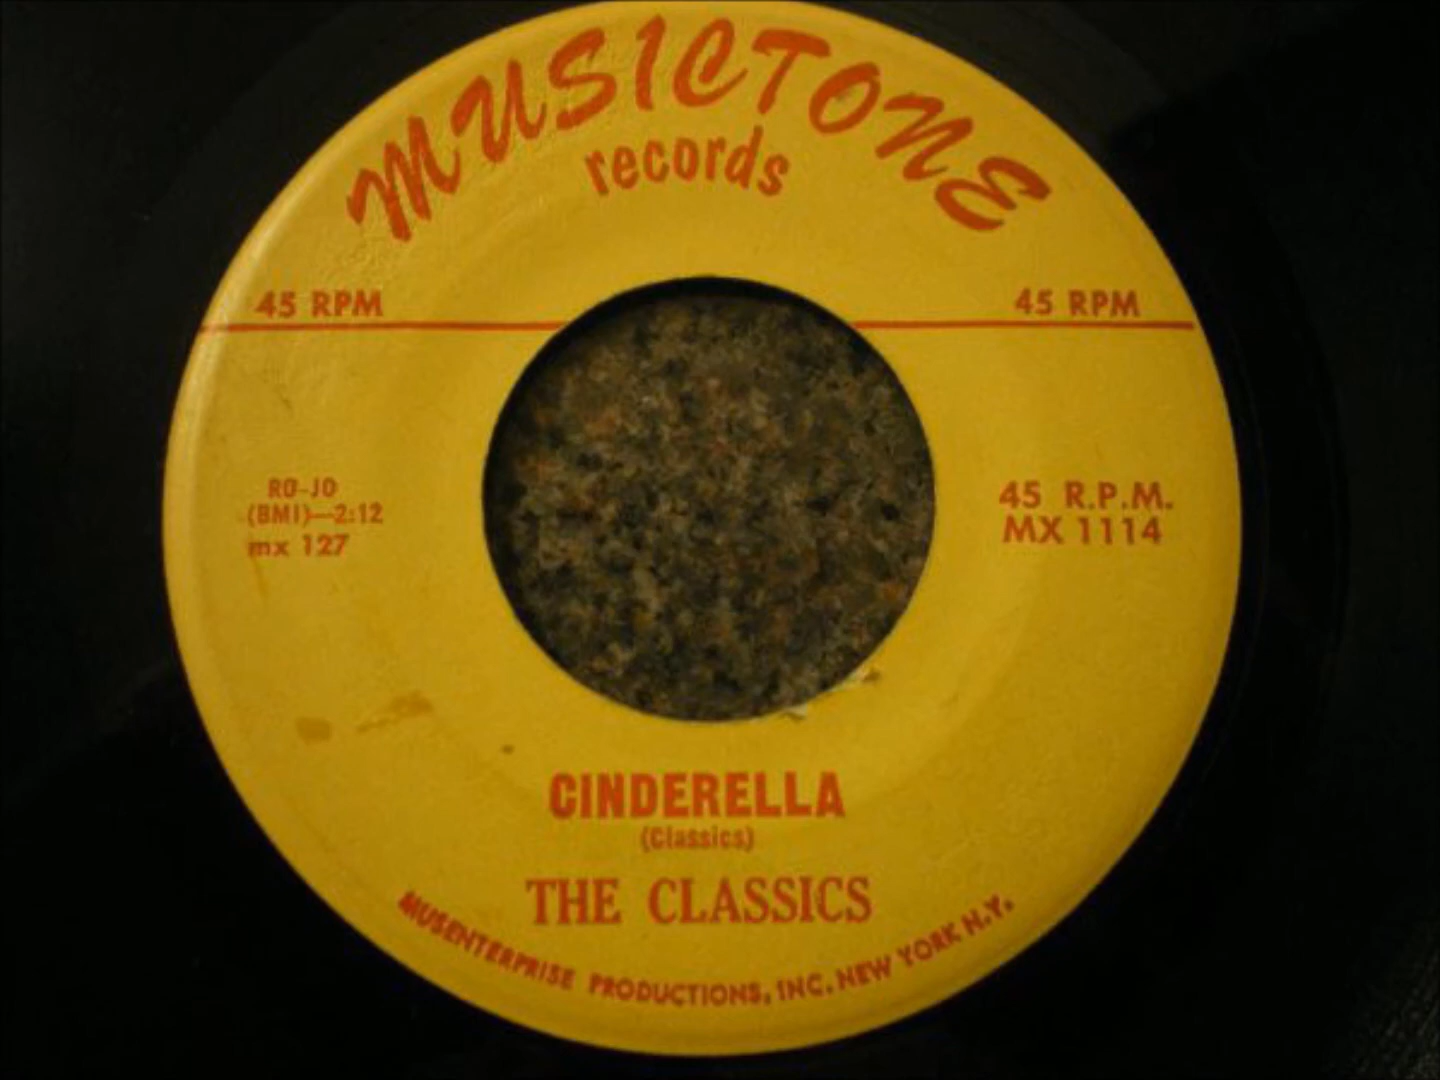 MUSICTONE
records
45 RPM
45 RPM
RO-JO
(BMI)—2:12
mx 127
45 R.P.M.
MX 1114
CINDERELLA
(Classics)
THE CLASSICS
MUSENTERPRISE PRODUCTIONS, INC. NEW YORK N.Y.